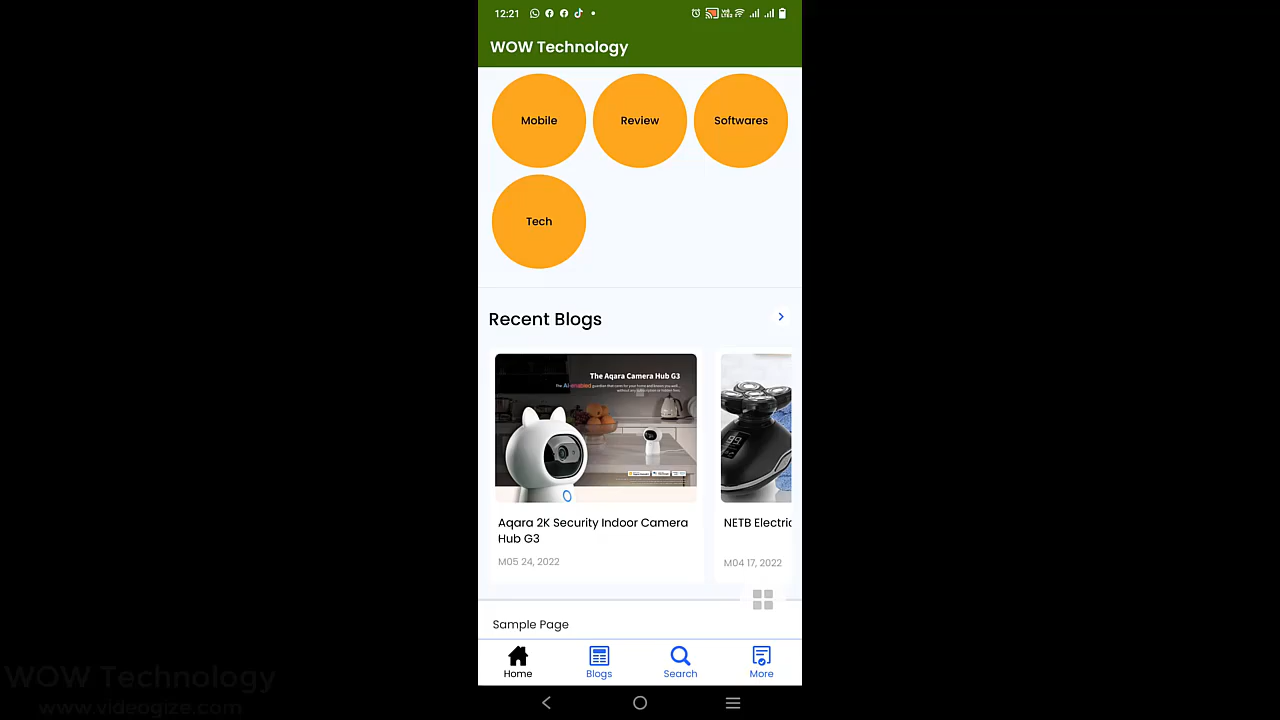 12:21
WOW Technology
Mobile
Review
Softwares
Tech
Recent Blogs
The Aqara Camera Hub G3
Aqara 2K Security Indoor Camera
Hub G3
M05 24, 2022
NETB Electric
M04 17, 2022
Sample Page
Home
Blogs
Search
More
WOW Technology
www.videogize.com